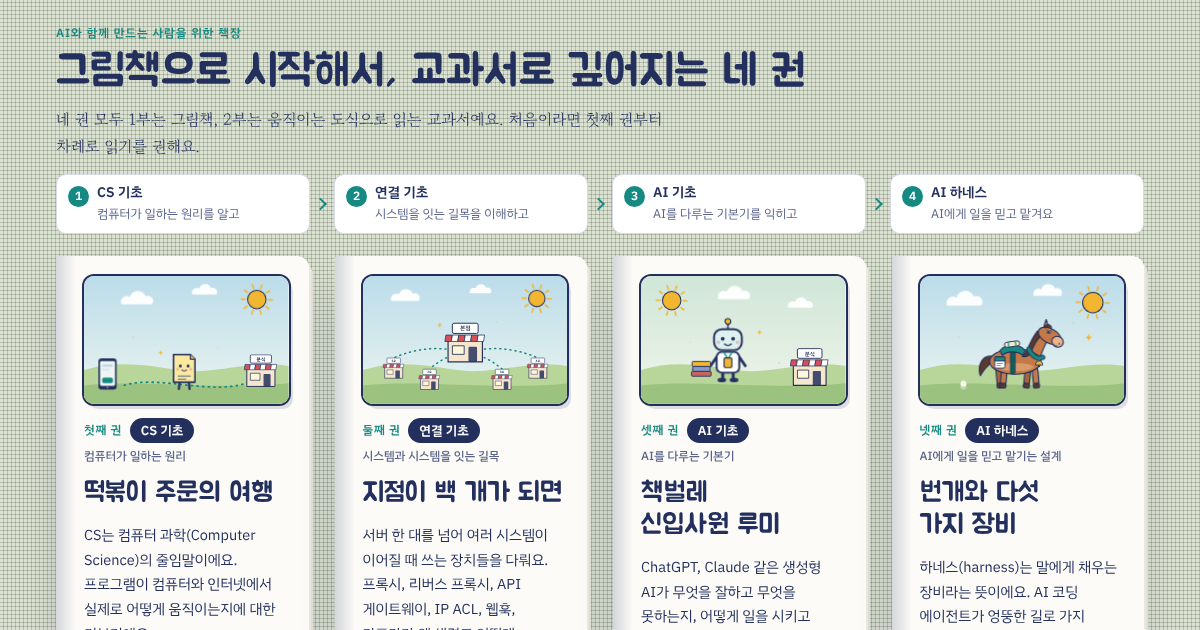 AI와 함께 만드는 사람을 위한 책장
그림책으로 시작해서, 교과서로 깊어지는 네 권
네 권 모두 1부는 그림책, 2부는 움직이는 도식으로 읽는 교과서예요. 처음이라면 첫째 권부터
차례로 읽기를 권해요.
1 CS 기초
컴퓨터가 일하는 원리를 알고
2 연결 기초
시스템을 잇는 길목을 이해하고
3 AI 기초
AI를 다루는 기본기를 익히고
4 AI 하네스
AI에게 일을 믿고 맡겨요
분식
첫째 권 CS 기초
컴퓨터가 일하는 원리
떡볶이 주문의 여행
CS는 컴퓨터 과학(Computer
Science)의 줄임말이에요.
프로그램이 컴퓨터와 인터넷에서
실제로 어떻게 움직이는지에 대한
본점
둘째 권 연결 기초
시스템과 시스템을 잇는 길목
지점이 백 개가 되면
서버 한 대를 넘어 여러 시스템이
이어질 때 쓰는 장치들을 다뤄요.
프록시, 리버스 프록시, API
게이트웨이, IP ACL, 웹훅,
분식
셋째 권 AI 기초
AI를 다루는 기본기
책벌레
신입사원 루미
ChatGPT, Claude 같은 생성형
AI가 무엇을 잘하고 무엇을
못하는지, 어떻게 일을 시키고
넷째 권 AI 하네스
AI에게 일을 믿고 맡기는 설계
번개와 다섯
가지 장비
하네스(harness)는 말에게 채우는
장비라는 뜻이에요. AI 코딩
에이전트가 엉뚱한 길로 가지